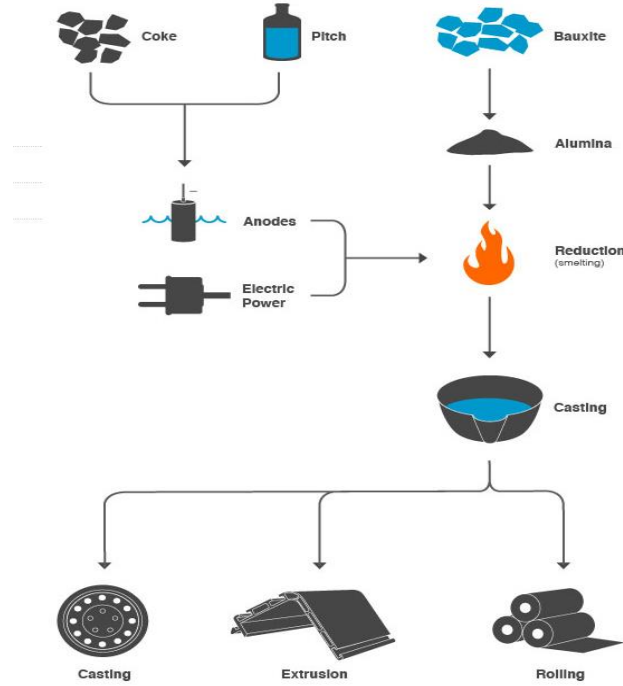 Coke
Pitch
Bauxite
Alumina
Anodes
Reduction
(smelting)
Electric
Power
Casting
Casting
Extrusion
Rolling